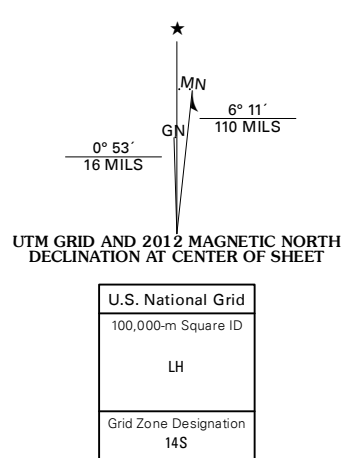 ★
MN
6° 11´
110 MILS
GN
0° 53´
16 MILS
UTM GRID AND 2012 MAGNETIC NORTH
DECLINATION AT CENTER OF SHEET
U.S. National Grid
100,000-m Square ID
LH
Grid Zone Designation
14S